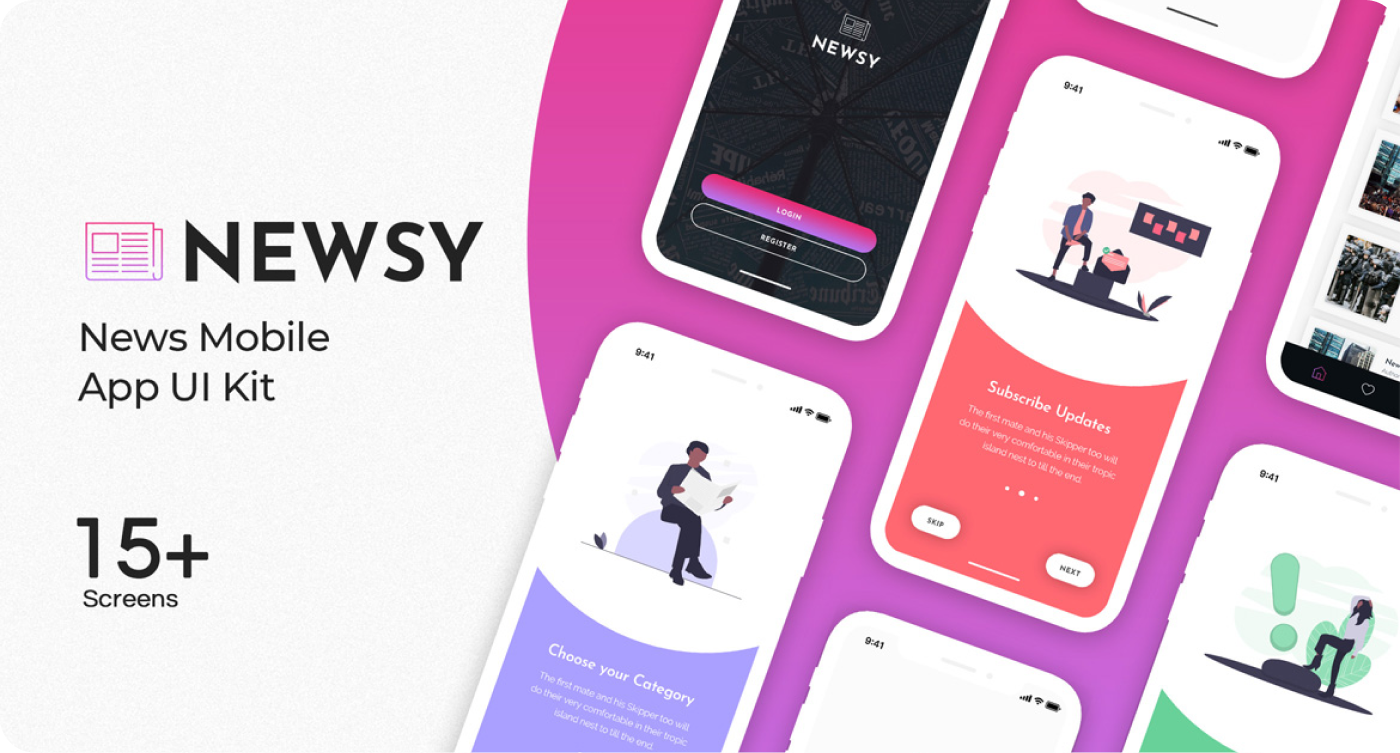 NEWSY
News Mobile
App UI Kit
15+
Screens
NEWSY
LOGIN
REGISTER
9:41
Subscribe Updates
The first mate and his Skipper too will
do their very comfortable in their tropic
island nest to till the end.
SKIP
NEXT
9:41
Choose your Category
The first mate and his Skipper too will
do their very comfortable in their tropic
island nest to till the end.
9:41
9:41